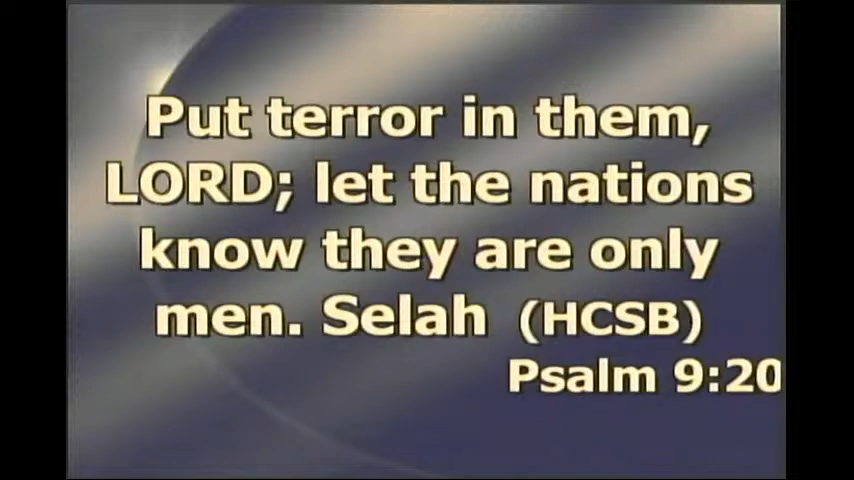 Put terror in them,
LORD; let the nations
know they are only
men. Selah (HCSB)
Psalm 9:20